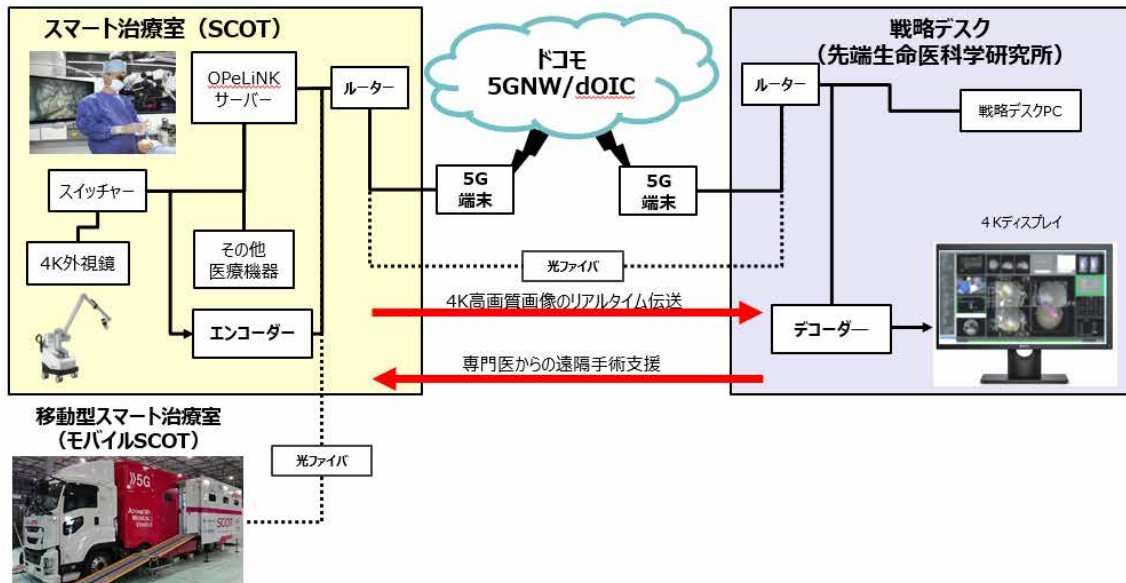 スマート治療室（SCOT）
OPeLiNK
サーバー
ルーター
スイッチャー
4K外視鏡
その他
医療機器
エンコーダー
ドコモ
5GNW/dOIC
5G
端末
5G
端末
光ファイバ
4K高画質画像のリアルタイム伝送
専門医からの遠隔手術支援
戦略デスク
（先端生命医科学研究所）
ルーター
戦略デスクPC
4Kディスプレイ
デコーダ―
移動型スマート治療室
（モバイルSCOT）
光ファイバ
5G
ADVANCED
MEDICAL
VEHICLE
SCOT